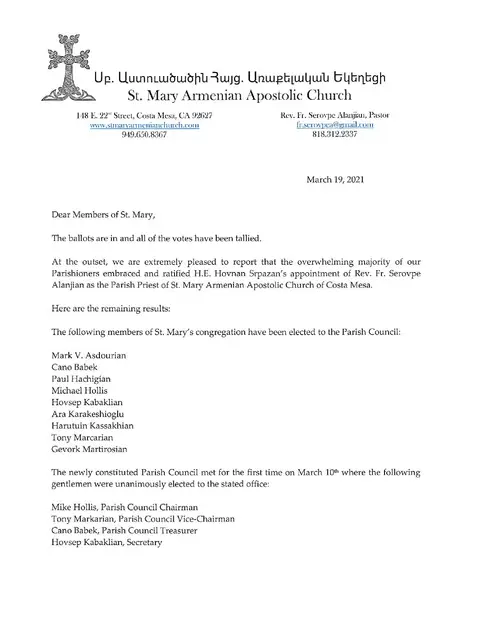 Սբ. Աստուածածին Հայց. Առաքելական Եկեղեցի
St. Mary Armenian Apostolic Church
148 E. 22nd Street, Costa Mesa, CA 92627
Rev. Fr. Serovpe Alanjian, Pastor
www.stmaryarmenianchurch.com
fr.serovpea@gmail.com
949.650.8367
818.312.2337
March 19, 2021
Dear Members of St. Mary,
The ballots are in and all of the votes have been tallied.
At the outset, we are extremely pleased to report that the overwhelming majority of our
Parishioners embraced and ratified H.E. Hovnan Srpazan's appointment of Rev. Fr. Serovpe
Alanjian as the Parish Priest of St. Mary Armenian Apostolic Church of Costa Mesa.
Here are the remaining results:
The following members of St. Mary's congregation have been elected to the Parish Council:
Mark V. Asdourian
Cano Babek
Paul Hachigian
Michael Hollis
Hovsep Kabaklian
Ara Karakeshioglu
Harutuin Kassakhian
Tony Marcarian
Gevork Martirosian
The newly constituted Parish Council met for the first time on March 10th where the following
gentlemen were unanimously elected to the stated office:
Mike Hollis, Parish Council Chairman
Tony Markarian, Parish Council Vice-Chairman
Cano Babek, Parish Council Treasurer
Hovsep Kabaklian, Secretary